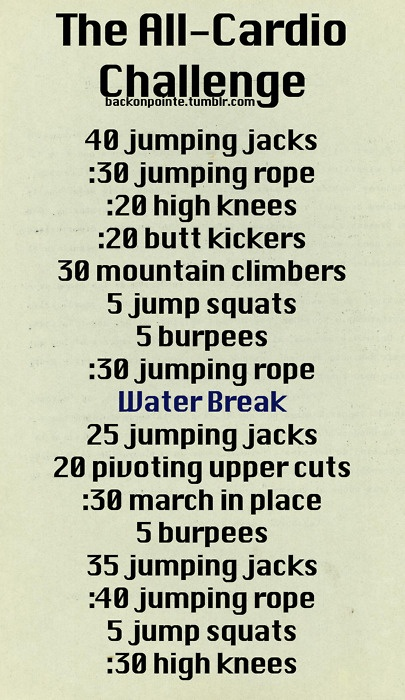 The All-Cardio
Challenge
backonpointe.tumblr.com
40 jumping jacks
:30 jumping rope
:20 high knees
:20 butt kickers
30 mountain climbers
5 jump squats
5 burpees
:30 jumping rope
Water Break
25 jumping jacks
20 pivoting upper cuts
:30 march in place
5 burpees
35 jumping jacks
:40 jumping rope
5 jump squats
:30 high knees